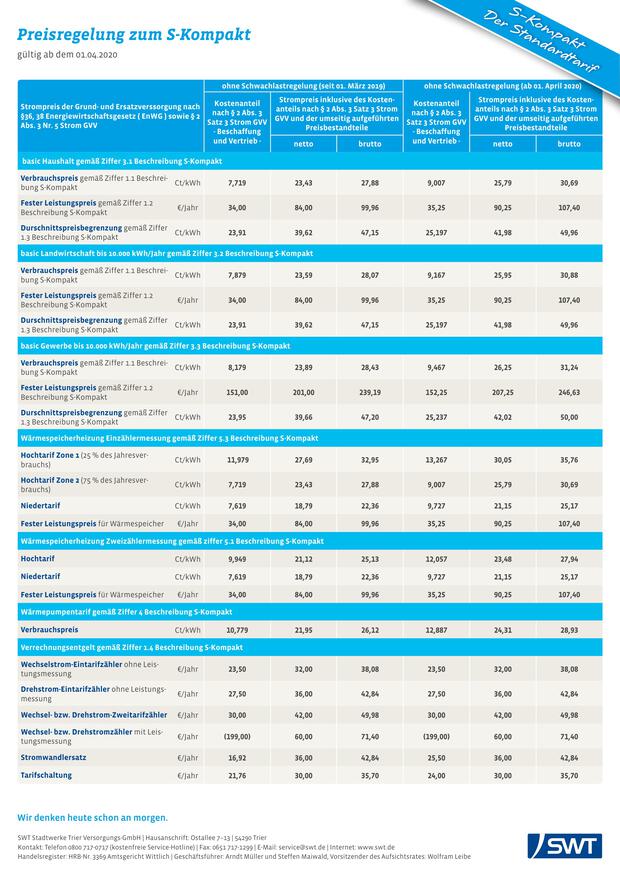 Preisregelung zum S-Kompakt
gültig ab dem 01.04.2020
S-Kompakt
Der Standardtarif
Strompreis der Grund- und Ersatzversorgung nach
§36, 38 Energiewirtschaftsgesetz ( EnWG ) sowie § 2
Abs. 3 Nr. 5 Strom GVV
ohne Schwachlastregelung (seit 01. März 2019)
ohne Schwachlastregelung (ab 01. April 2020)
Kostenanteil
nach § 2 Abs. 3
Satz 3 Strom GVV
- Beschaffung
und Vertrieb -
Strompreis inklusive des Kosten-
anteils nach § 2 Abs. 3 Satz 3 Strom
GVV und der umseitig aufgeführten
Preisbestandteile
netto brutto
Kostenanteil
nach § 2 Abs. 3
Satz 3 Strom GVV
- Beschaffung
und Vertrieb -
Strompreis inklusive des Kosten-
anteils nach § 2 Abs. 3 Satz 3 Strom
GVV und der umseitig aufgeführten
Preisbestandteile
netto brutto
basic Haushalt gemäß Ziffer 3.1 Beschreibung S-Kompakt
Verbrauchspreis gemäß Ziffer 1.1 Beschrei-
bung S-Kompakt Ct/kWh 7,719 23,43 27,88 9,007 25,79 30,69
Fester Leistungspreis gemäß Ziffer 1.2
Beschreibung S-Kompakt €/Jahr 34,00 84,00 99,96 35,25 90,25 107,40
Durschnittspreisbegrenzung gemäß Ziffer
1.3 Beschreibung S-Kompakt Ct/kWh 23,91 39,62 47,15 25,197 41,98 49,96
basic Landwirtschaft bis 10.000 kWh/Jahr gemäß Ziffer 3.2 Beschreibung S-Kompakt
Verbrauchspreis gemäß Ziffer 1.1 Beschrei-
bung S-Kompakt Ct/kWh 7,879 23,59 28,07 9,167 25,95 30,88
Fester Leistungspreis gemäß Ziffer 1.2
Beschreibung S-Kompakt €/Jahr 34,00 84,00 99,96 35,25 90,25 107,40
Durschnittspreisbegrenzung gemäß Ziffer
1.3 Beschreibung S-Kompakt Ct/kWh 23,91 39,62 47,15 25,197 41,98 49,96
basic Gewerbe bis 10.000 kWh/Jahr gemäß Ziffer 3.3 Beschreibung S-Kompakt
Verbrauchspreis gemäß Ziffer 1.1 Beschrei-
bung S-Kompakt Ct/kWh 8,179 23,89 28,43 9,467 26,25 31,24
Fester Leistungspreis gemäß Ziffer 1.2
Beschreibung S-Kompakt €/Jahr 151,00 201,00 239,19 152,25 207,25 246,63
Durschnittspreisbegrenzung gemäß Ziffer
1.3 Beschreibung S-Kompakt Ct/kWh 23,95 39,66 47,20 25,237 42,02 50,00
Wärmespeicherheizung Einzählermessung gemäß Ziffer 5.3 Beschreibung S-Kompakt
Hochtarif Zone 1 (25 % des Jahresver-
brauchs) Ct/kWh 11,979 27,69 32,95 13,267 30,05 35,76
Hochtarif Zone 2 (75 % des Jahresver-
brauchs) Ct/kWh 7,719 23,43 27,88 9,007 25,79 30,69
Niedertarif Ct/kWh 7,619 18,79 22,36 9,727 21,15 25,17
Fester Leistungspreis für Wärmespeicher €/Jahr 34,00 84,00 99,96 35,25 90,25 107,40
Wärmespeicherheizung Zweizählermessung gemäß ziffer 5.1 Beschreibung S-Kompakt
Hochtarif Ct/kWh 9,949 21,12 25,13 12,057 23,48 27,94
Niedertarif Ct/kWh 7,619 18,79 22,36 9,727 21,15 25,17
Fester Leistungspreis für Wärmespeicher €/Jahr 34,00 84,00 99,96 35,25 90,25 107,40
Wärmepumpentarif gemäß Ziffer 4 Beschreibung S-Kompakt
Verbrauchspreis Ct/kWh 10,779 21,95 26,12 12,887 24,31 28,93
Verrechnungsentgelt gemäß Ziffer 1.4 Beschreibung S-Kompakt
Wechselstrom-Eintarifzähler ohne Leis-
tungsmessung €/Jahr 23,50 32,00 38,08 23,50 32,00 38,08
Drehstrom-Eintarifzähler ohne Leistungs-
messung €/Jahr 27,50 36,00 42,84 27,50 36,00 42,84
Wechsel- bzw. Drehstrom-Zweitarifzähler €/Jahr 30,00 42,00 49,98 30,00 42,00 49,98
Wechsel- bzw. Drehstromzähler mit Leis-
tungsmessung €/Jahr (199,00) 60,00 71,40 (199,00) 60,00 71,40
Stromwandlersatz €/Jahr 16,92 36,00 42,84 25,50 36,00 42,84
Tarifschaltung €/Jahr 21,76 30,00 35,70 24,00 30,00 35,70
Wir denken heute schon an morgen.
SWT Stadtwerke Trier Versorgungs-GmbH | Hausanschrift: Ostallee 7–13 | 54290 Trier
Kontakt: Telefon 0800 717-0717 (kostenfreie Service-Hotline) | Fax: 0651 717-1299 | E-Mail: service@swt.de | Internet: www.swt.de
Handelsregister: HRB-Nr. 3369 Amtsgericht Wittlich | Geschäftsführer: Arndt Müller und Steffen Maiwald, Vorsitzender des Aufsichtsrates: Wolfram Leibe
SWT